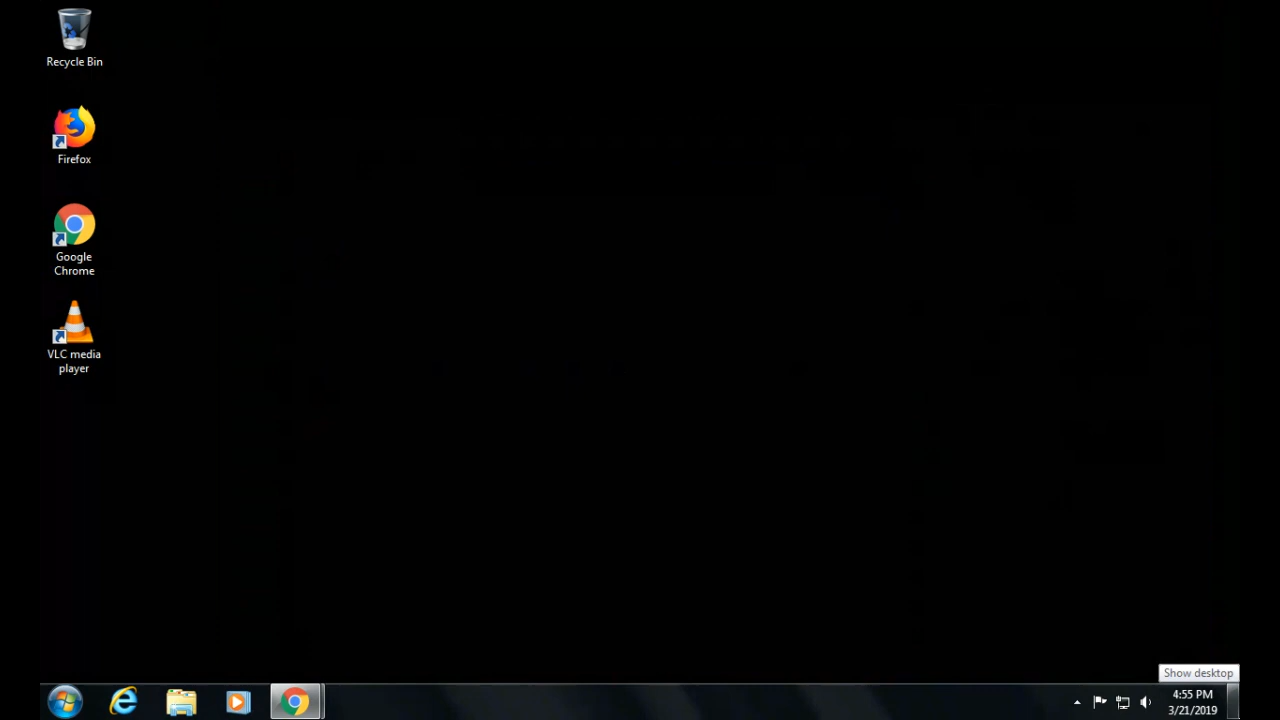 Recycle Bin
Firefox
Google
Chrome
VLC media
player
Show desktop
4:55 PM
3/21/2019